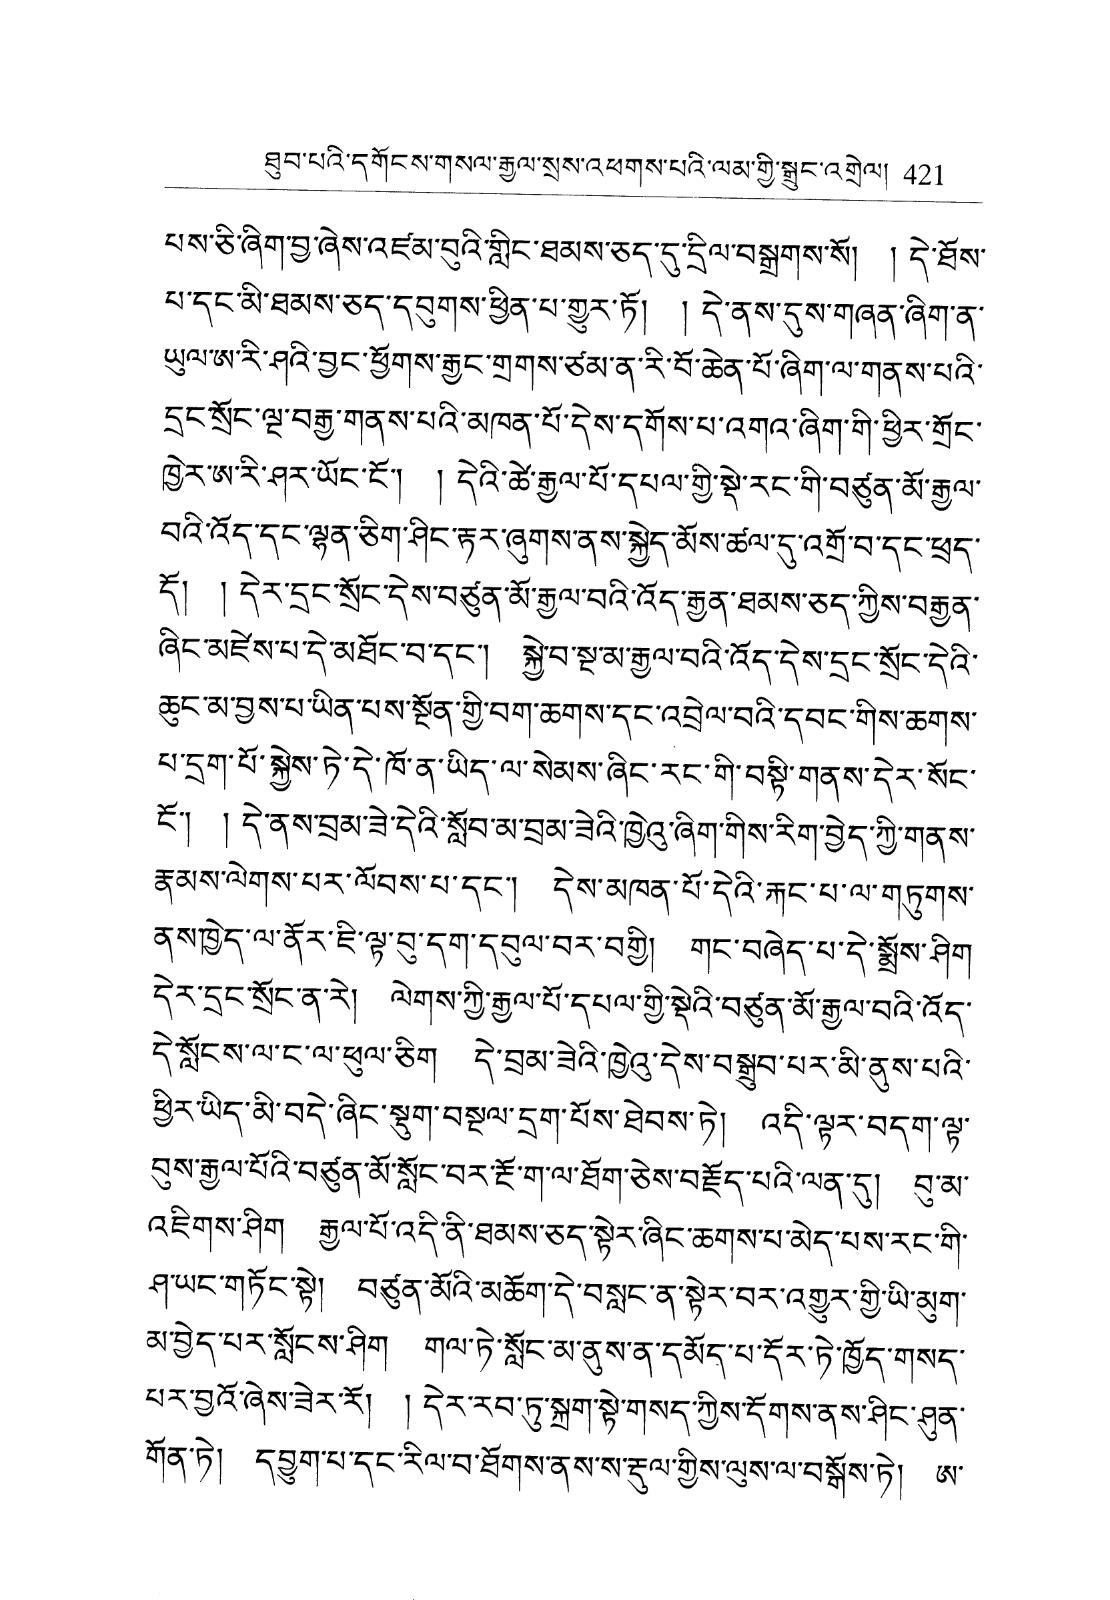 ཐུབ་པའི་དགོངས་གསལ་རྒྱལ་སྲས་འཕགས་པའི་ལམ་གྱི་སྒྲུང་འགྲེལ། 421
པས་ཅི་ཞིག་བྱ་ཞེས་འཛམ་བུའི་གླིང་ཐམས་ཅད་དུ་དྲིལ་བསྒྲགས་སོ། ། དེ་ཐོས་
པ་དང་མི་ཐམས་ཅད་དབུགས་ཕྱིན་པ་གྱུར་ཏོ། ། དེ་ནས་དུས་གཞན་ཞིག་ན་
ཡུལ་ཨ་རི་ཤའི་བྱང་ཕྱོགས་རྒྱང་གྲགས་ཙམ་ན་རི་བོ་ཆེན་པོ་ཞིག་ལ་གནས་པའི་
དྲང་སྲོང་ལྔ་བརྒྱ་གནས་པའི་མཁན་པོ་དེས་དགོས་པ་འགའ་ཞིག་གི་ཕྱིར་གྲོང་
ཁྱེར་ཨ་རི་ཤར་ཡོང་ངོ་། ། དེའི་ཚེ་རྒྱལ་པོ་དཔལ་གྱི་སྡེ་རང་གི་བཙུན་མོ་རྒྱལ་
བའི་འོད་དང་ལྷན་ཅིག་ཤིང་རྟར་ཞུགས་ནས་སྐྱེད་མོས་ཚལ་དུ་འགྲོ་བ་དང་ཕྲད་
དོ། ། དེར་དྲང་སྲོང་དེས་བཙུན་མོ་རྒྱལ་བའི་འོད་རྒྱན་ཐམས་ཅད་ཀྱིས་བརྒྱན་
ཞིང་མཛེས་པ་དེ་མཐོང་བ་དང་། སྐྱེ་བ་སྔ་མ་རྒྱལ་བའི་འོད་དེས་དྲང་སྲོང་དེའི་
ཆུང་མ་བྱས་པ་ཡིན་པས་སྔོན་གྱི་བག་ཆགས་དང་འབྲེལ་བའི་དབང་གིས་ཆགས་
པ་དྲག་པོ་སྐྱེས་ཏེ་དེ་ཁོ་ན་ཡིད་ལ་སེམས་ཞིང་རང་གི་བསྟི་གནས་དེར་སོང་
ངོ་། ། དེ་ནས་བྲམ་ཟེ་དེའི་སློབ་མ་བྲམ་ཟེའི་ཁྱེའུ་ཞིག་གིས་རིག་བྱེད་ཀྱི་གནས་
རྣམས་ལེགས་པར་ལོབས་པ་དང་། དེས་མཁན་པོ་དེའི་རྐང་པ་ལ་གཏུགས་
ནས་ཁྱེད་ལ་ནོར་ཇི་ལྟ་བུ་དག་དབུལ་བར་བགྱི། གང་བཞེད་པ་དེ་སྨྲོས་ཤིག
དེར་དྲང་སྲོང་ན་རེ། ལེགས་ཀྱི་རྒྱལ་པོ་དཔལ་གྱི་སྡེའི་བཙུན་མོ་རྒྱལ་བའི་འོད་
དེ་སློངས་ལ་ང་ལ་ཕུལ་ཅིག དེ་བྲམ་ཟེའི་ཁྱེའུ་དེས་བསྒྲུབ་པར་མི་ནུས་པའི་
ཕྱིར་ཡིད་མི་བདེ་ཞིང་སྡུག་བསྔལ་དྲག་པོས་ཐེབས་ཏེ། འདི་ལྟར་བདག་ལྟ་
བུས་རྒྱལ་པོའི་བཙུན་མོ་སློང་བར་རྔོ་ག་ལ་ཐོག་ཅེས་བརྗོད་པའི་ལན་དུ། བུ་མ་
འཇིགས་ཤིག རྒྱལ་པོ་འདི་ནི་ཐམས་ཅད་སྟེར་ཞིང་ཆགས་པ་མེད་པས་རང་གི་
ཤ་ཡང་གཏོང་སྟེ། བཙུན་མོའི་མཆོག་དེ་བསླང་ན་སྟེར་བར་འགྱུར་གྱི་ཡི་མུག་
མ་བྱེད་པར་སློངས་ཤིག གལ་ཏེ་སློང་མ་ནུས་ན་དམོད་པ་དོར་ཏེ་ཁྱོད་གསད་
པར་བྱའོ་ཞེས་ཟེར་རོ། ། དེར་རབ་ཏུ་སྐྲག་སྟེ་གསད་ཀྱིས་དོགས་ནས་ཤིང་ཤུན་
གོན་ཏེ། དབྱུག་པ་དང་རིལ་བ་ཐོགས་ནས་ས་རྡུལ་གྱིས་ལུས་ལ་བསྒོས་ཏེ། ཨ་